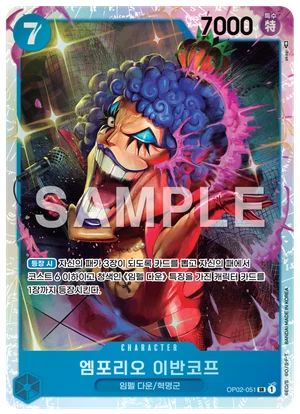 7
7000
특수
特
SAMPLE
등장 시 자신의 패가 3장이 되도록 카드를 뽑고 자신의 패에서
코스트 6 이하이고 청색의 《임펠 다운》 특징을 가진 캐릭터 카드를
1장까지 등장시킨다.
CHARACTER
엠포리오 이반코프
임펠 다운/혁명군
OP02-051 SR 1